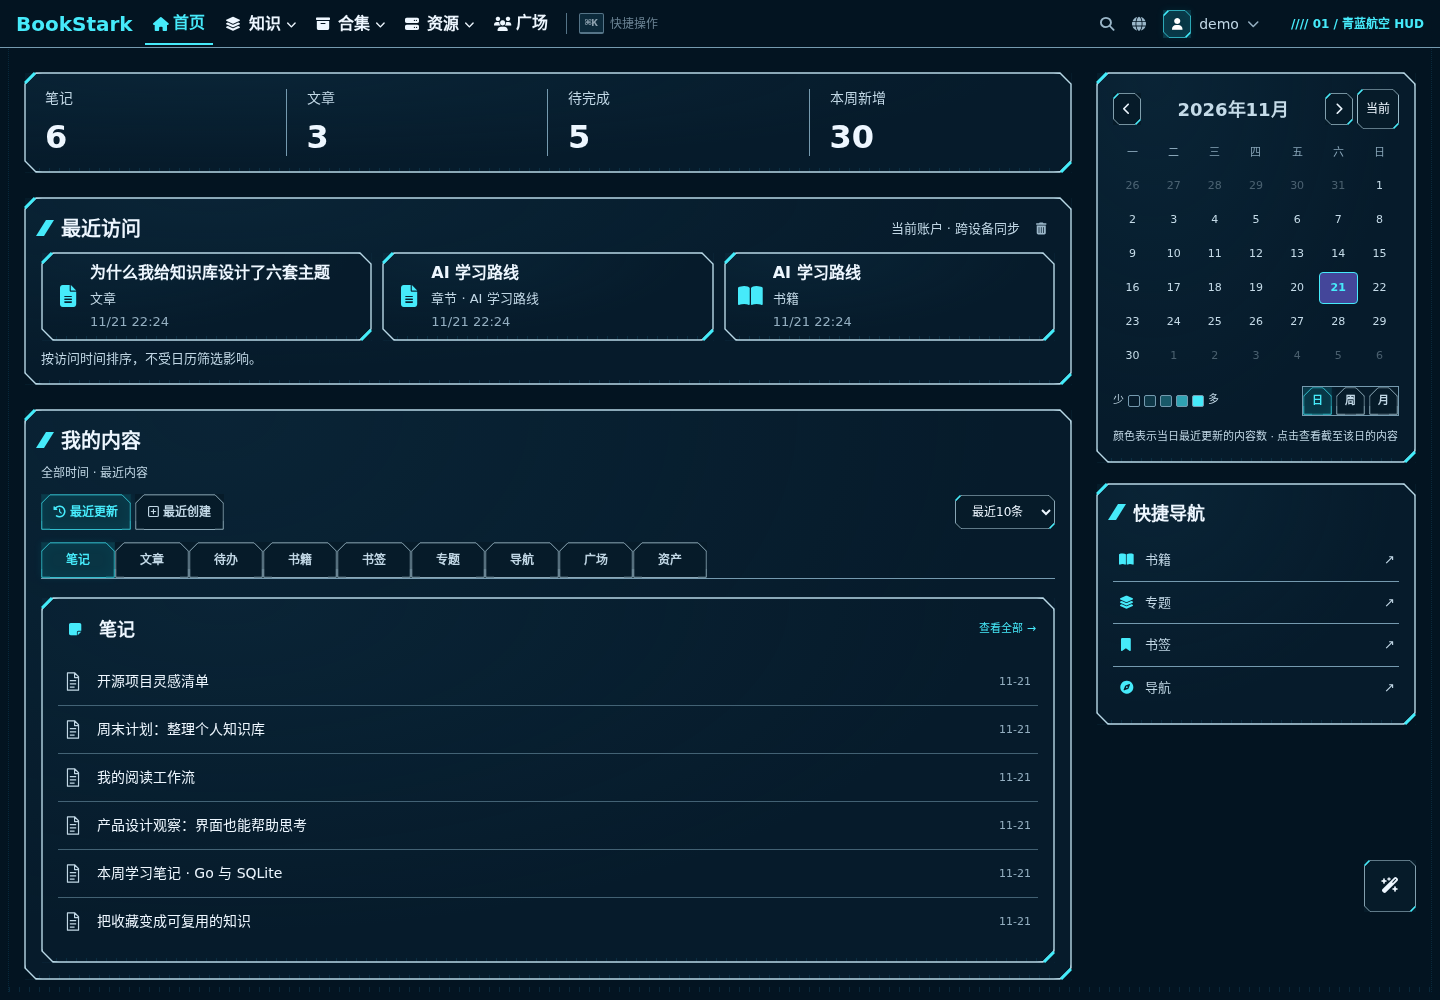 BookStark 首页 知识 合集 资源 广场 ⌘K 快捷操作 demo //// 01 / 青蓝航空 HUD
笔记 文章 待完成 本周新增
6 3 5 30
最近访问 当前账户 · 跨设备同步
为什么我给知识库设计了六套主题
文章
11/21 22:24
AI 学习路线
章节 · AI 学习路线
11/21 22:24
AI 学习路线
书籍
11/21 22:24
按访问时间排序，不受日历筛选影响。
我的内容
全部时间 · 最近内容
最近更新 最近创建 最近10条
笔记 文章 待办 书籍 书签 专题 导航 广场 资产
笔记 查看全部 →
开源项目灵感清单 11-21
周末计划：整理个人知识库 11-21
我的阅读工作流 11-21
产品设计观察：界面也能帮助思考 11-21
本周学习笔记 · Go 与 SQLite 11-21
把收藏变成可复用的知识 11-21
2026年11月 当前
一 二 三 四 五 六 日
26 27 28 29 30 31 1
2 3 4 5 6 7 8
9 10 11 12 13 14 15
16 17 18 19 20 21 22
23 24 25 26 27 28 29
30 1 2 3 4 5 6
少 多 日 周 月
颜色表示当日最近更新的内容数 · 点击查看截至该日的内容
快捷导航
书籍 ↗
专题 ↗
书签 ↗
导航 ↗